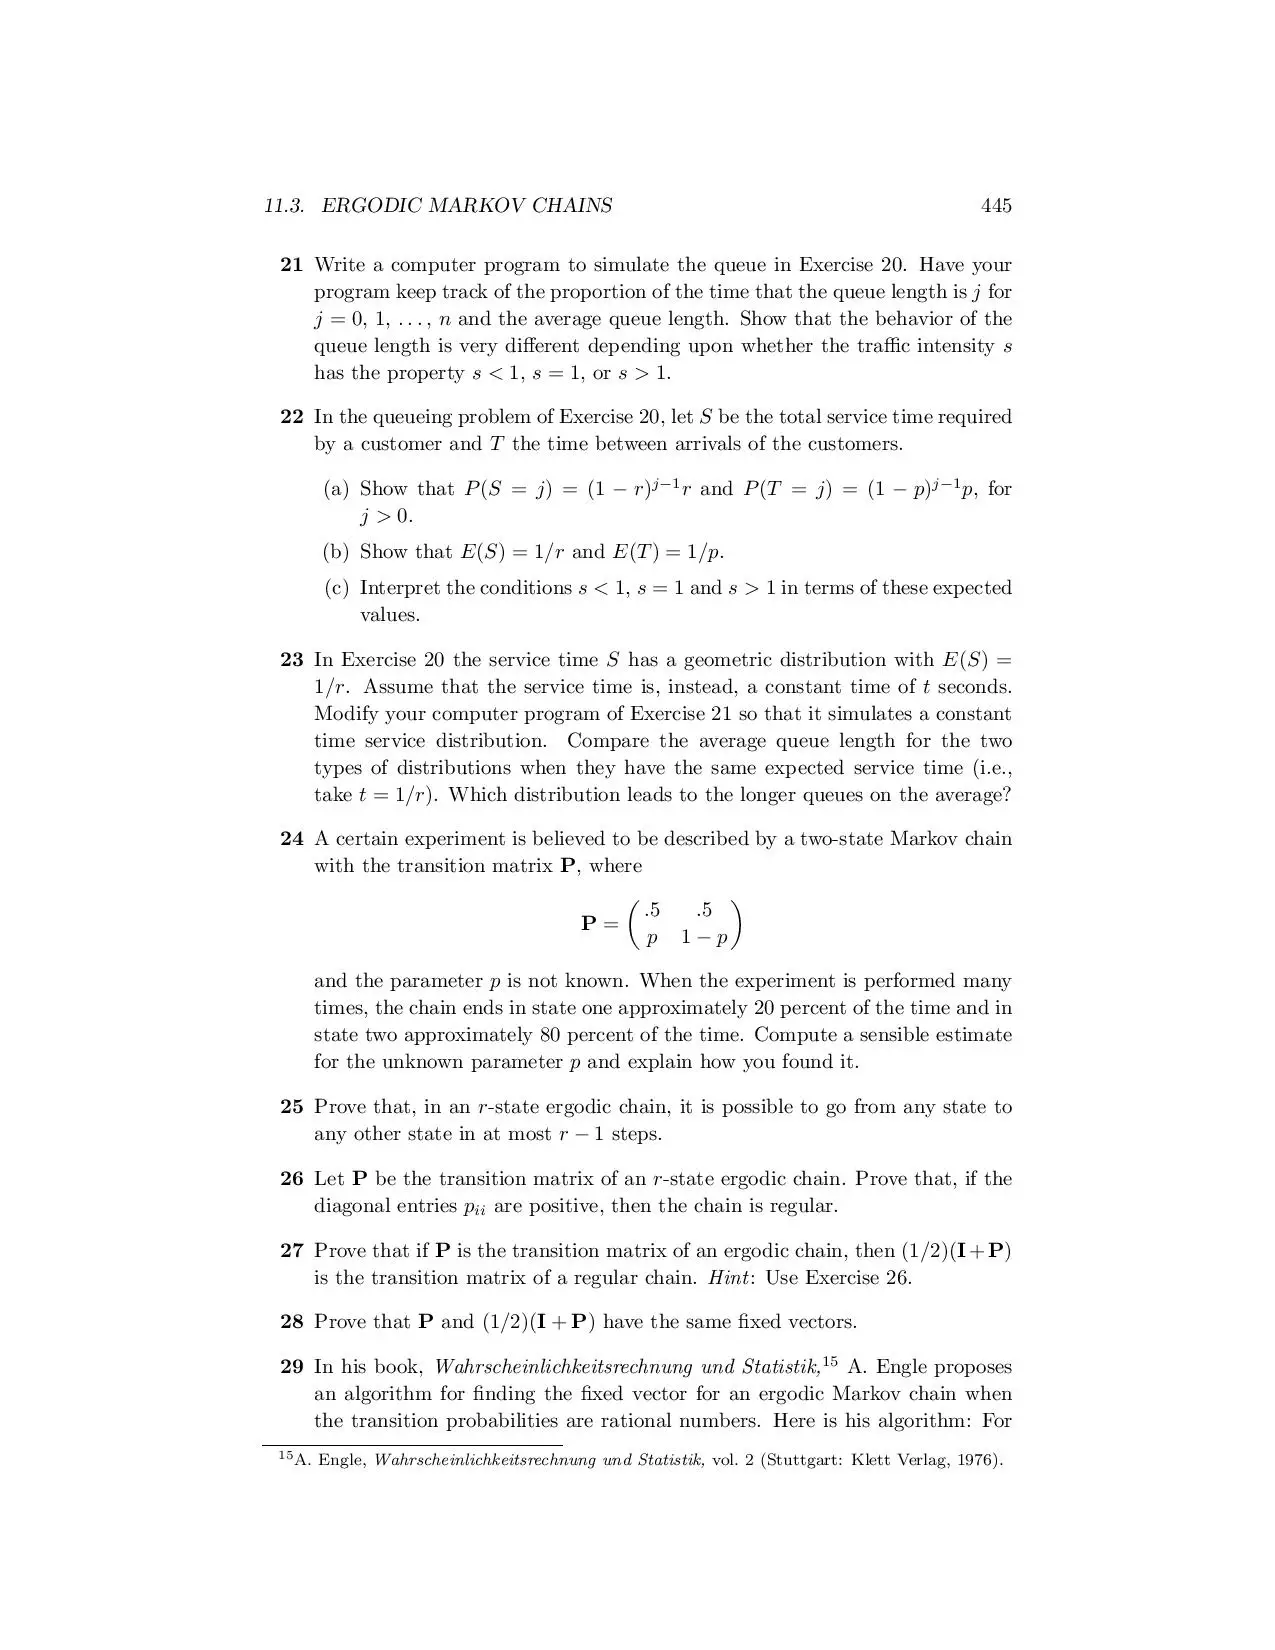 11.3. ERGODIC MARKOV CHAINS 445
21 Write a computer program to simulate the queue in Exercise 20. Have your
program keep track of the proportion of the time that the queue length is j for
j = 0, 1, . . . , n and the average queue length. Show that the behavior of the
queue length is very different depending upon whether the traffic intensity s
has the property s < 1, s = 1, or s > 1.
22 In the queueing problem of Exercise 20, let S be the total service time required
by a customer and T the time between arrivals of the customers.
(a) Show that P(S = j) = (1 − r)^{j−1}r and P(T = j) = (1 − p)^{j−1}p, for
j > 0.
(b) Show that E(S) = 1/r and E(T) = 1/p.
(c) Interpret the conditions s < 1, s = 1 and s > 1 in terms of these expected
values.
23 In Exercise 20 the service time S has a geometric distribution with E(S) =
1/r. Assume that the service time is, instead, a constant time of t seconds.
Modify your computer program of Exercise 21 so that it simulates a constant
time service distribution. Compare the average queue length for the two
types of distributions when they have the same expected service time (i.e.,
take t = 1/r). Which distribution leads to the longer queues on the average?
24 A certain experiment is believed to be described by a two-state Markov chain
with the transition matrix P, where
.5 .5
P = ( )
p 1 − p
and the parameter p is not known. When the experiment is performed many
times, the chain ends in state one approximately 20 percent of the time and in
state two approximately 80 percent of the time. Compute a sensible estimate
for the unknown parameter p and explain how you found it.
25 Prove that, in an r-state ergodic chain, it is possible to go from any state to
any other state in at most r − 1 steps.
26 Let P be the transition matrix of an r-state ergodic chain. Prove that, if the
diagonal entries p_{ii} are positive, then the chain is regular.
27 Prove that if P is the transition matrix of an ergodic chain, then (1/2)(I + P)
is the transition matrix of a regular chain. Hint: Use Exercise 26.
28 Prove that P and (1/2)(I + P) have the same fixed vectors.
29 In his book, Wahrscheinlichkeitsrechnung und Statistik,^{15} A. Engle proposes
an algorithm for finding the fixed vector for an ergodic Markov chain when
the transition probabilities are rational numbers. Here is his algorithm: For
^{15}A. Engle, Wahrscheinlichkeitsrechnung und Statistik, vol. 2 (Stuttgart: Klett Verlag, 1976).